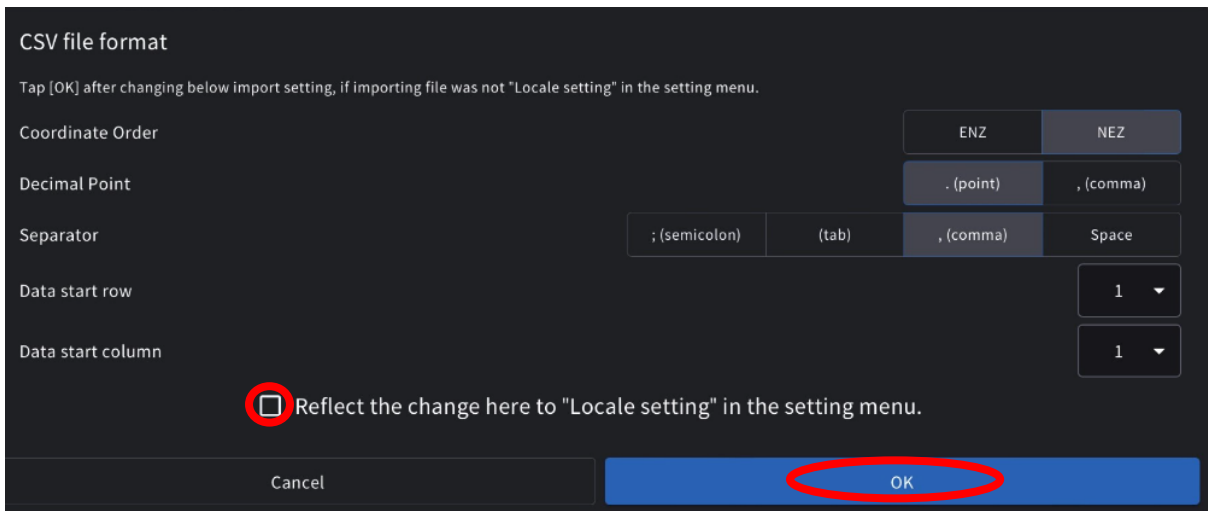 CSV file format
Tap [OK] after changing below import setting, if importing file was not "Locale setting" in the setting menu.
Coordinate Order ENZ NEZ
Decimal Point . (point) , (comma)
Separator ; (semicolon) (tab) , (comma) Space
Data start row 1
Data start column 1
Reflect the change here to "Locale setting" in the setting menu.
Cancel OK